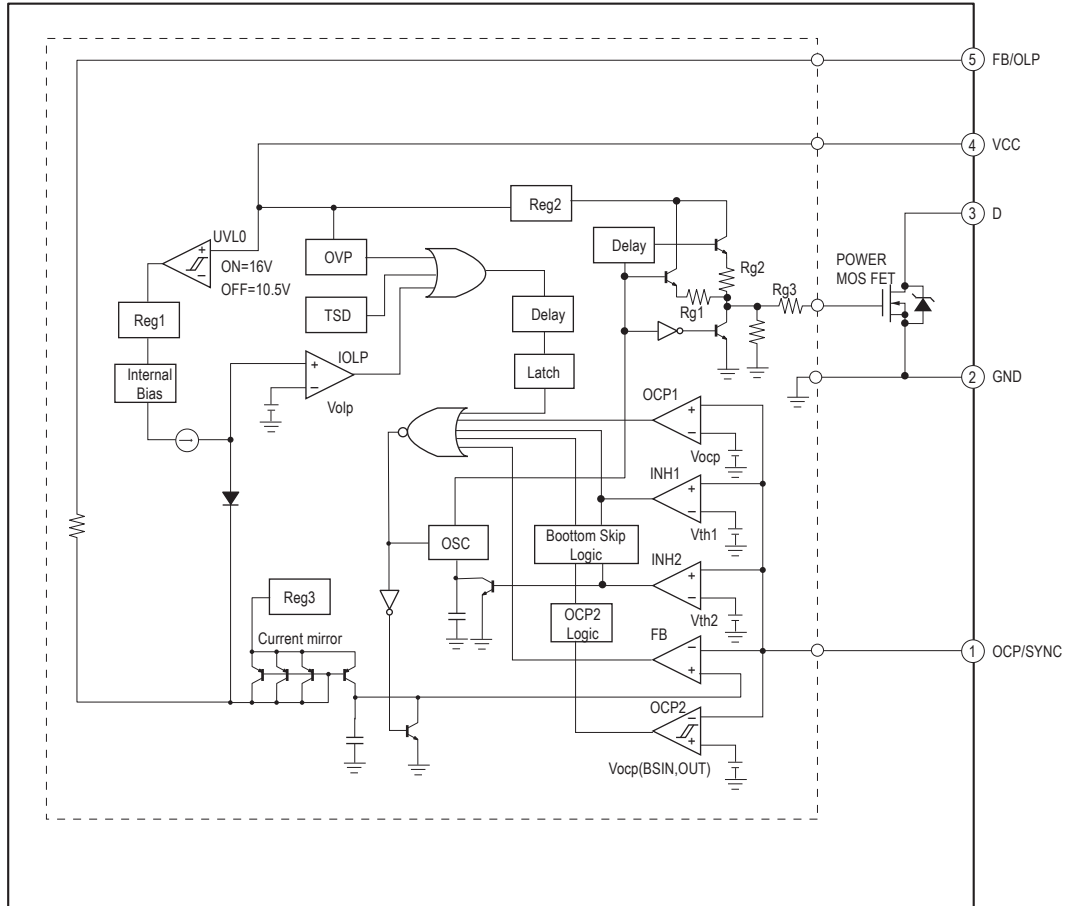 5 FB/OLP
4 VCC
Reg2
3 D
UVL0
+
−
ON=16V
OFF=10.5V
OVP
Delay
Rg2
POWER
MOS FET
Rg3
Reg1
TSD
Delay
Rg1
Internal
Bias
IOLP
+
−
Volp
Latch
2 GND
OCP1
+
−
Vocp
INH1
+
−
Vth1
OSC
Boottom Skip
Logic
INH2
+
−
Vth2
Reg3
OCP2
Logic
Current mirror
FB
−
+
1 OCP/SYNC
OCP2
−
+
Vocp(BSIN,OUT)